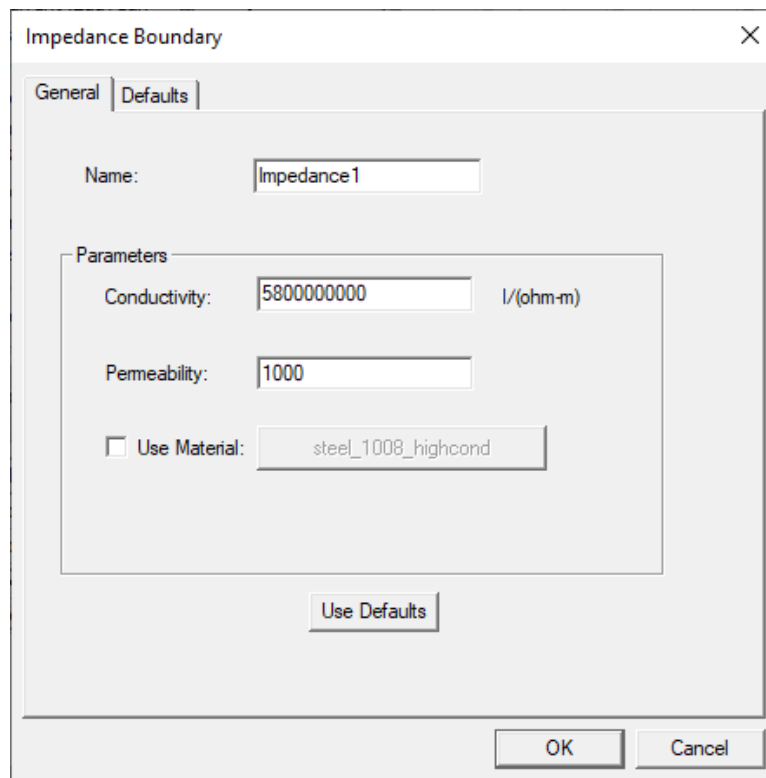 Impedance Boundary
General Defaults
Name: Impedance1
Parameters
Conductivity: 5800000000 l/(ohm-m)
Permeability: 1000
Use Material: steel_1008_highcond
Use Defaults
OK Cancel